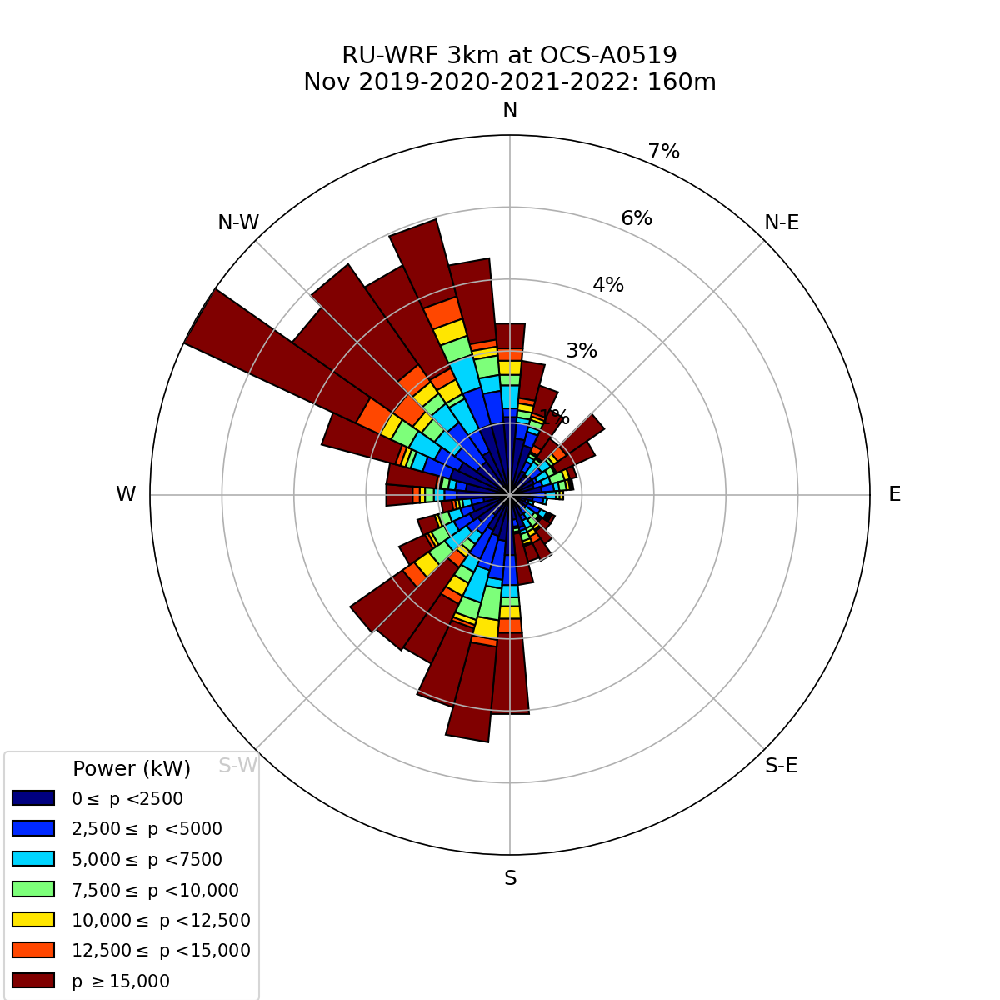 RU-WRF 3km at OCS-A0519
Nov 2019-2020-2021-2022: 160m
N
7%
N-W
6%
N-E
4%
3%
1%
W
E
S-W
S-E
S
Power (kW)
0≤ p <2500
2,500≤ p <5000
5,000≤ p <7500
7,500≤ p <10,000
10,000≤ p <12,500
12,500≤ p <15,000
p ≥15,000